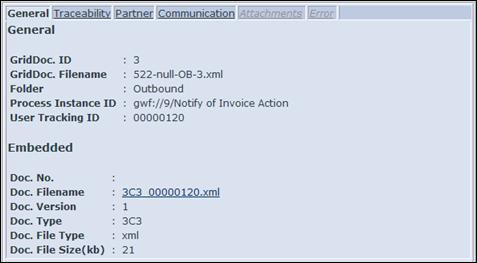 General Traceability Partner Communication Attachments Error
General
GridDoc. ID : 3
GridDoc. Filename : 522-null-OB-3.xml
Folder : Outbound
Process Instance ID : gwf://9/Notify of Invoice Action
User Tracking ID : 00000120
Embedded
Doc. No. :
Doc. Filename : 3C3_00000120.xml
Doc. Version : 1
Doc. Type : 3C3
Doc. File Type : xml
Doc. File Size(kb) : 21